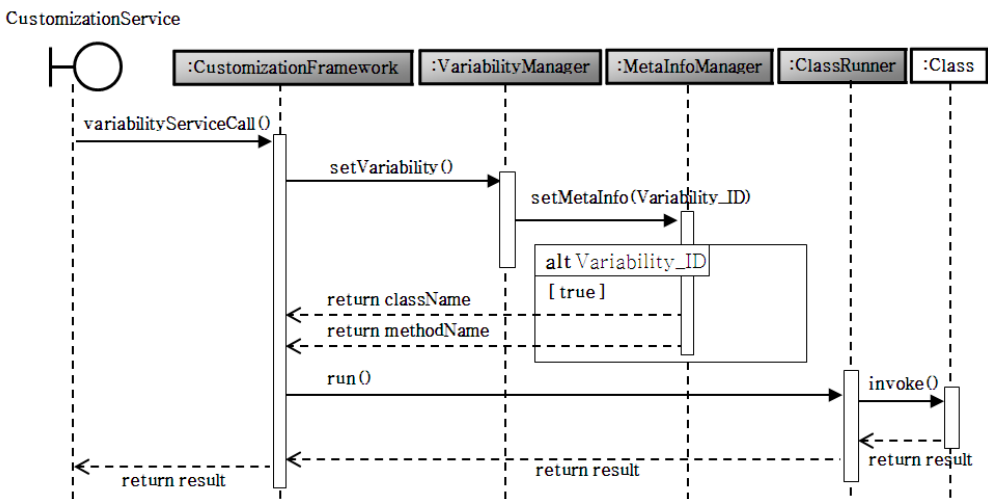 CustomizationService
:CustomizationFramework
:VariabilityManager
:MetaInfoManager
:ClassRunner
:Class
variabilityServiceCall()
setVariability()
setMetaInfo(Variability_ID)
alt Variability_ID
[true]
return className
return methodName
run()
invoke()
return result
return result
return result